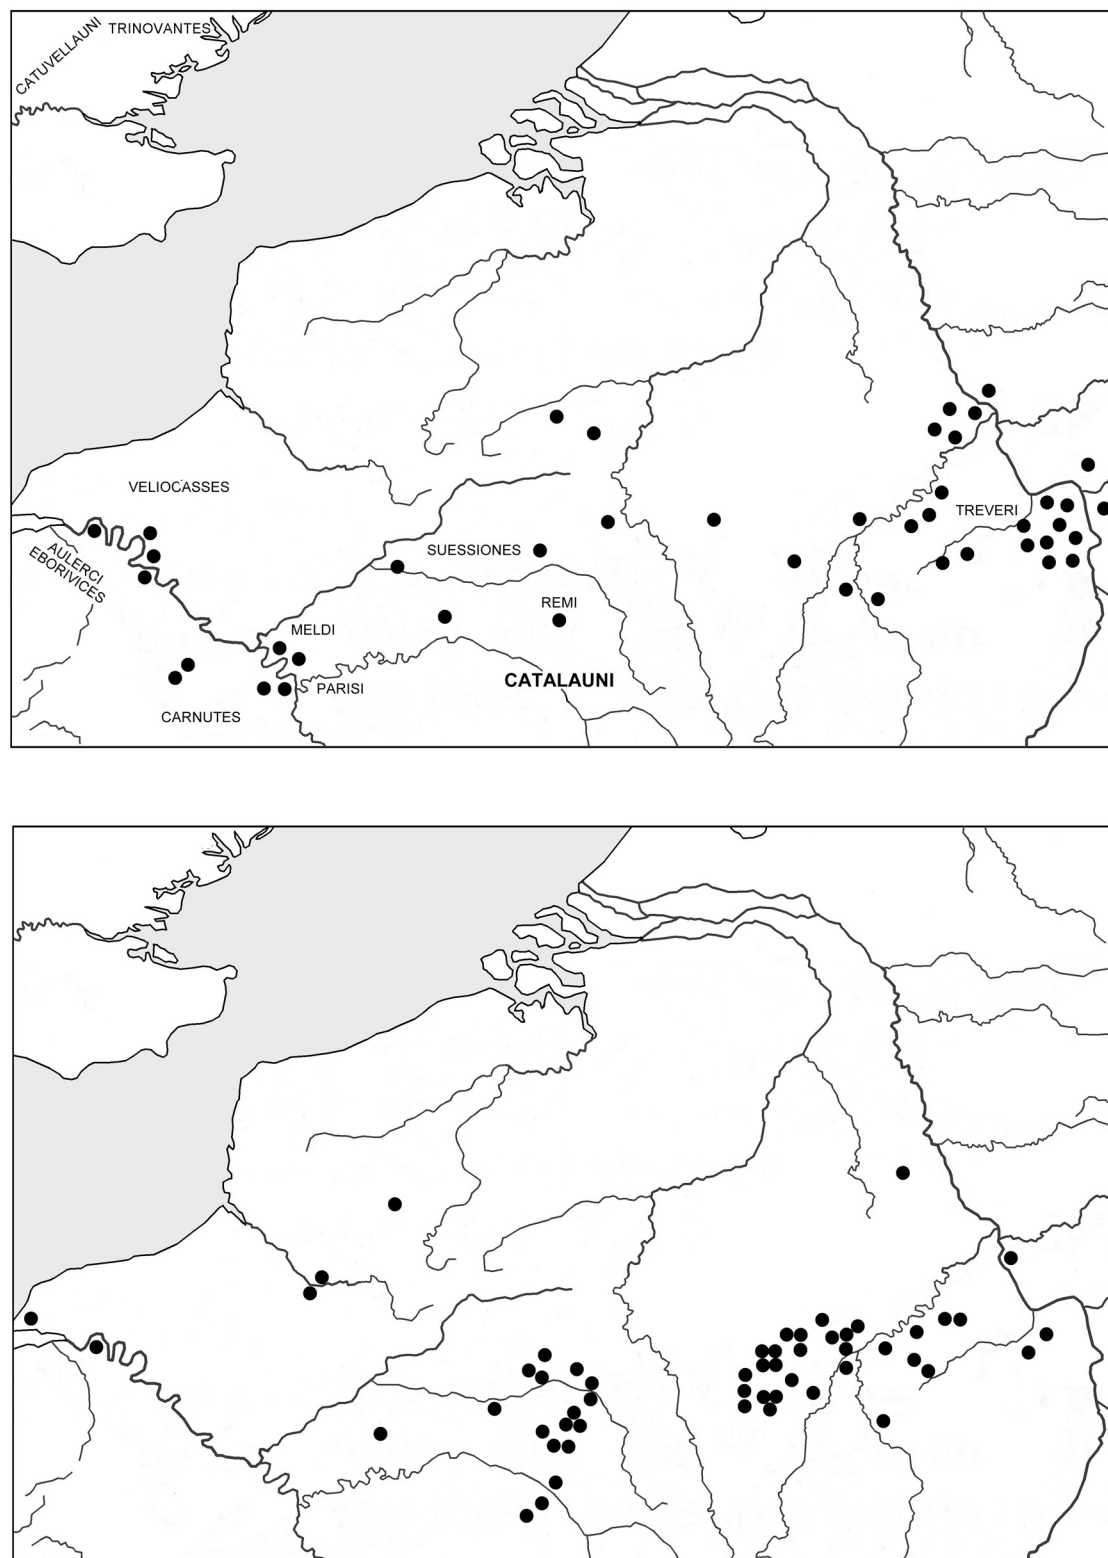 TRINOVANTES
CATUVELLAUNI
VELIOCASSES
AULERCI
EBORIVICES
TREVERI
SUESSIONES
REMI
MELDI
CATALAUNI
PARISI
CARNUTES